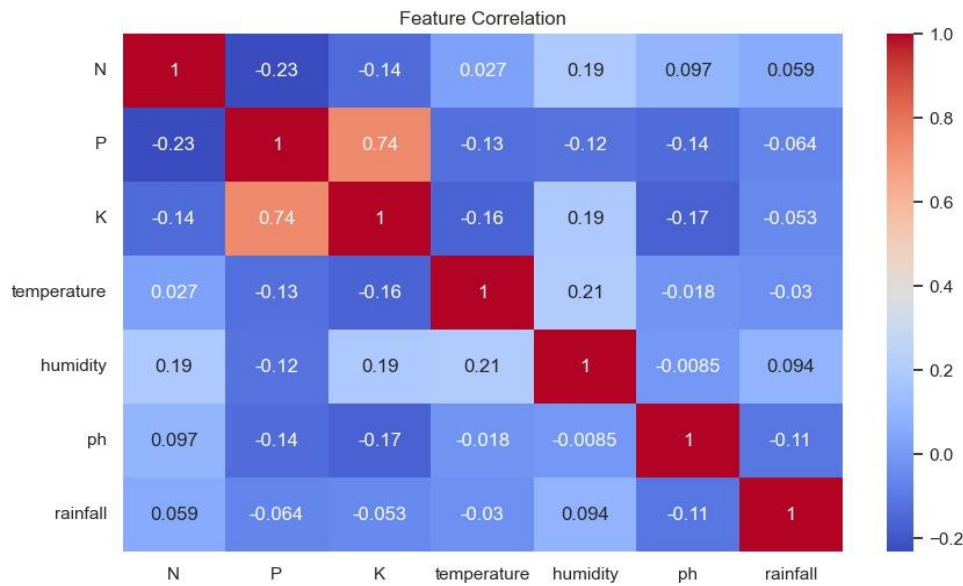 Feature Correlation
N 1 -0.23 -0.14 0.027 0.19 0.097 0.059
P -0.23 1 0.74 -0.13 -0.12 -0.14 -0.064
K -0.14 0.74 1 -0.16 0.19 -0.17 -0.053
temperature 0.027 -0.13 -0.16 1 0.21 -0.018 -0.03
humidity 0.19 -0.12 0.19 0.21 1 -0.0085 0.094
ph 0.097 -0.14 -0.17 -0.018 -0.0085 1 -0.11
rainfall 0.059 -0.064 -0.053 -0.03 0.094 -0.11 1
N P K temperature humidity ph rainfall
1.0
0.8
0.6
0.4
0.2
0.0
-0.2